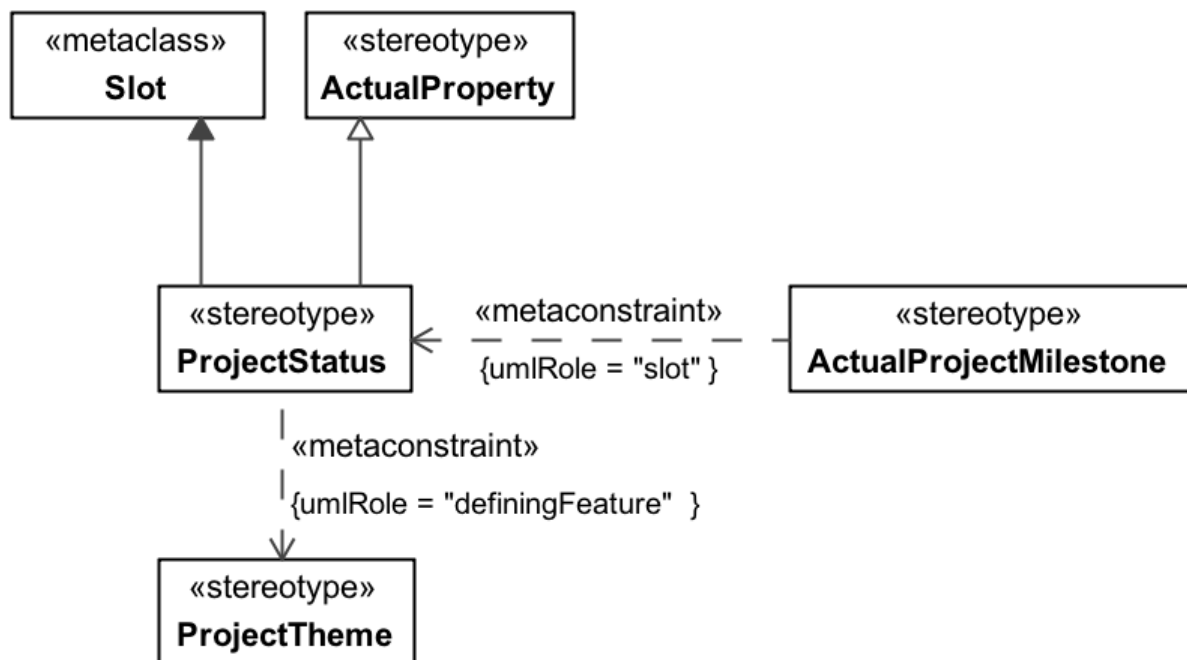 «metaclass»
Slot
«stereotype»
ActualProperty
«stereotype»
ProjectStatus
«metaconstraint»
{umlRole = "slot" }
«stereotype»
ActualProjectMilestone
«metaconstraint»
{umlRole = "definingFeature"  }
«stereotype»
ProjectTheme